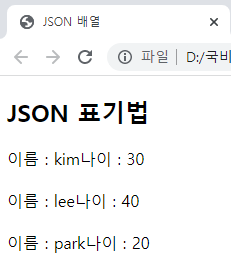 JSON 배열
파일 | D:/국비
JSON 표기법
이름 : kim나이 : 30
이름 : lee나이 : 40
이름 : park나이 : 20